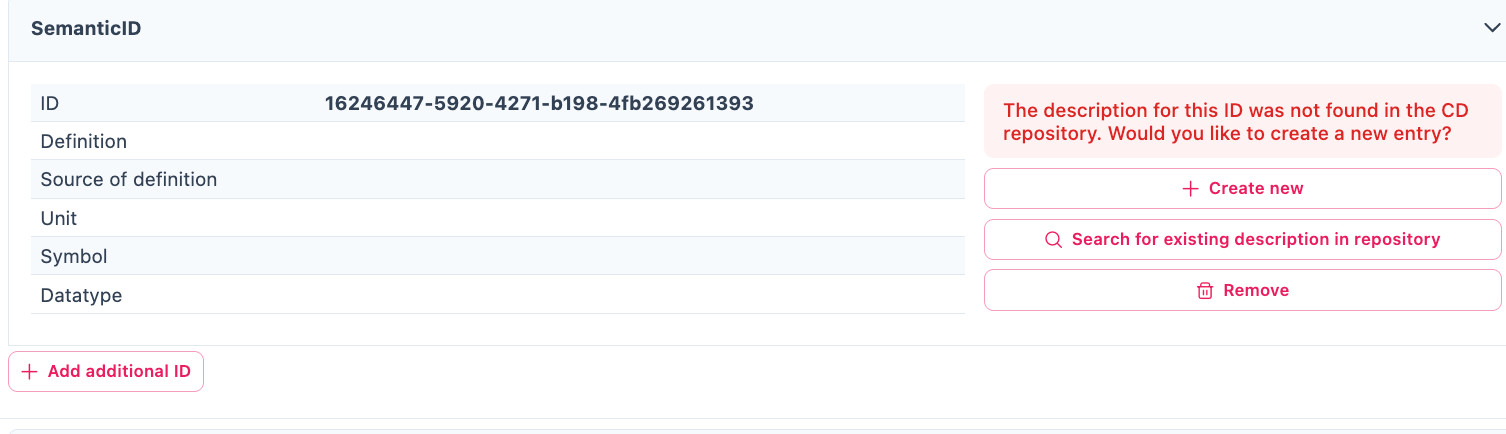 SemanticID
ID 16246447-5920-4271-b198-4fb269261393
Definition
Source of definition
Unit
Symbol
Datatype
The description for this ID was not found in the CD
repository. Would you like to create a new entry?
Create new
Search for existing description in repository
Remove
Add additional ID